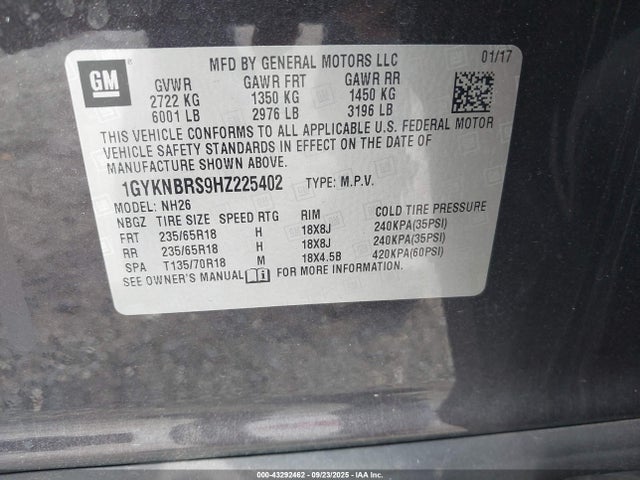 GM
MFD BY GENERAL MOTORS LLC 01/17
GVWR GAWR FRT GAWR RR
2722 KG 1350 KG 1450 KG
6001 LB 2976 LB 3196 LB
THIS VEHICLE CONFORMS TO ALL APPLICABLE U.S. FEDERAL MOTOR
VEHICLE SAFETY STANDARDS IN EFFECT ON THE DATE OF
MANUFACTURE SHOWN ABOVE.
1GYKNBRS9HZ225402 TYPE: M.P.V.
MODEL: NH26
NBGZ TIRE SIZE SPEED RTG RIM COLD TIRE PRESSURE
FRT 235/65R18 H 18X8J 240KPA(35PSI)
RR 235/65R18 H 18X8J 240KPA(35PSI)
SPA T135/70R18 M 18X4.5B 420KPA(60PSI)
SEE OWNER'S MANUAL FOR MORE INFORMATION.
000-43292462 - 09/23/2025 - IAA Inc.